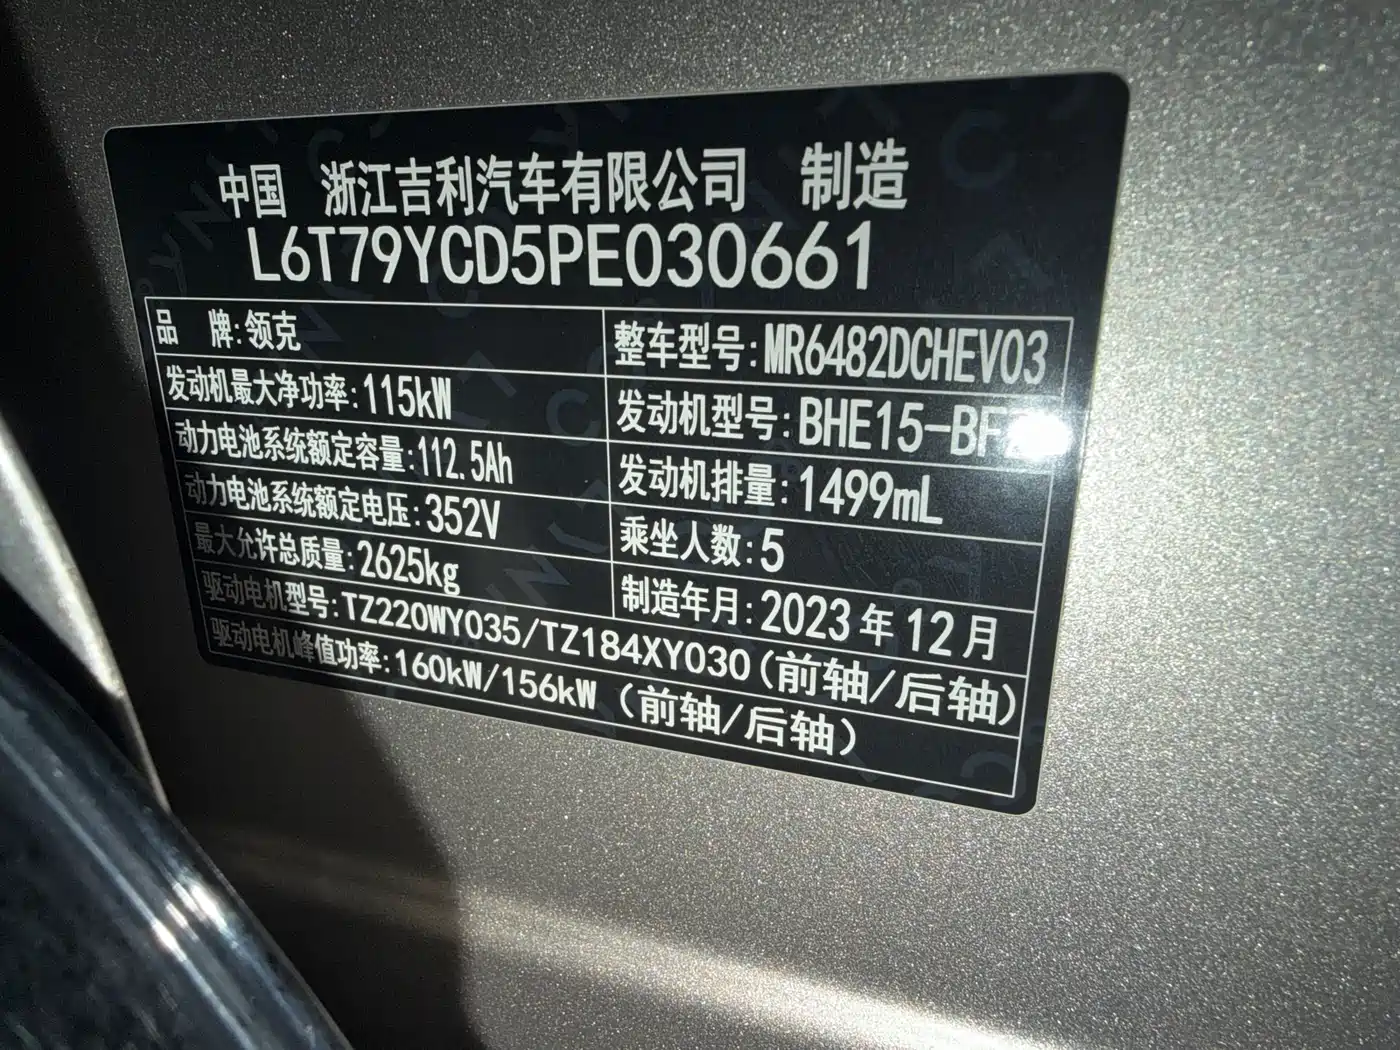 中国 浙江吉利汽车有限公司 制造
L6T79YCD5PE030661
品 牌:领克 整车型号:MR6482DCHEV03
发动机最大净功率:115kW 发动机型号:BHE15-BF
动力电池系统额定容量:112.5Ah 发动机排量:1499mL
动力电池系统额定电压:352V 乘坐人数:5
最大允许总质量:2625kg 制造年月:2023年12月
驱动电机型号:TZ220WY035/TZ184XY030(前轴/后轴)
驱动电机峰值功率:160kW/156kW(前轴/后轴)